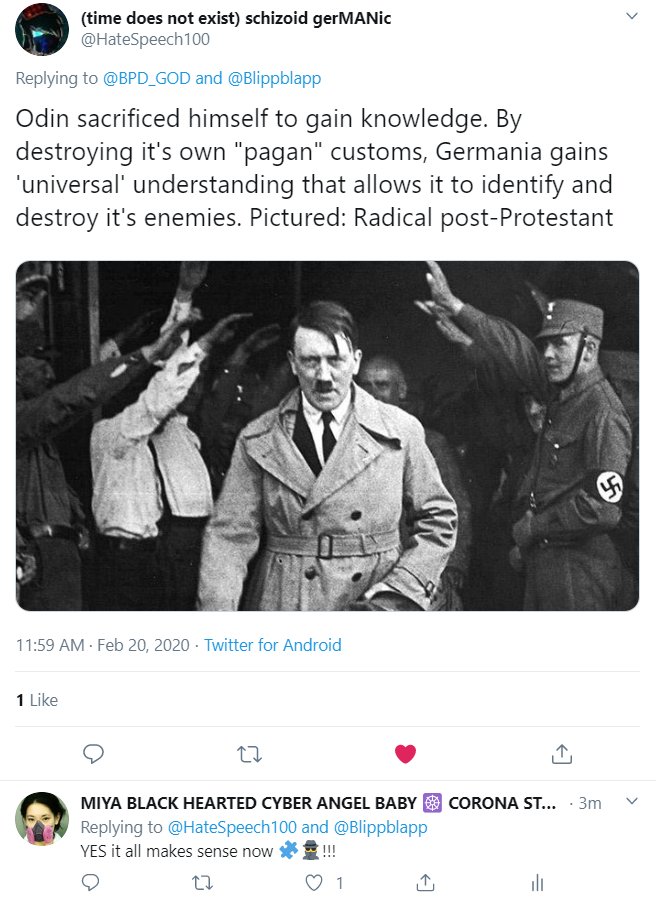 (time does not exist) schizoid gerMANic
@HateSpeech100
Replying to @BPD_GOD and @Blippblapp
Odin sacrificed himself to gain knowledge. By
destroying it's own "pagan" customs, Germania gains
'universal' understanding that allows it to identify and
destroy it's enemies. Pictured: Radical post-Protestant
11:59 AM · Feb 20, 2020 · Twitter for Android
1 Like
MIYA BLACK HEARTED CYBER ANGEL BABY ☸️ CORONA ST... · 3m
Replying to @HateSpeech100 and @Blippblapp
YES it all makes sense now 🧩🕵️!!!
1